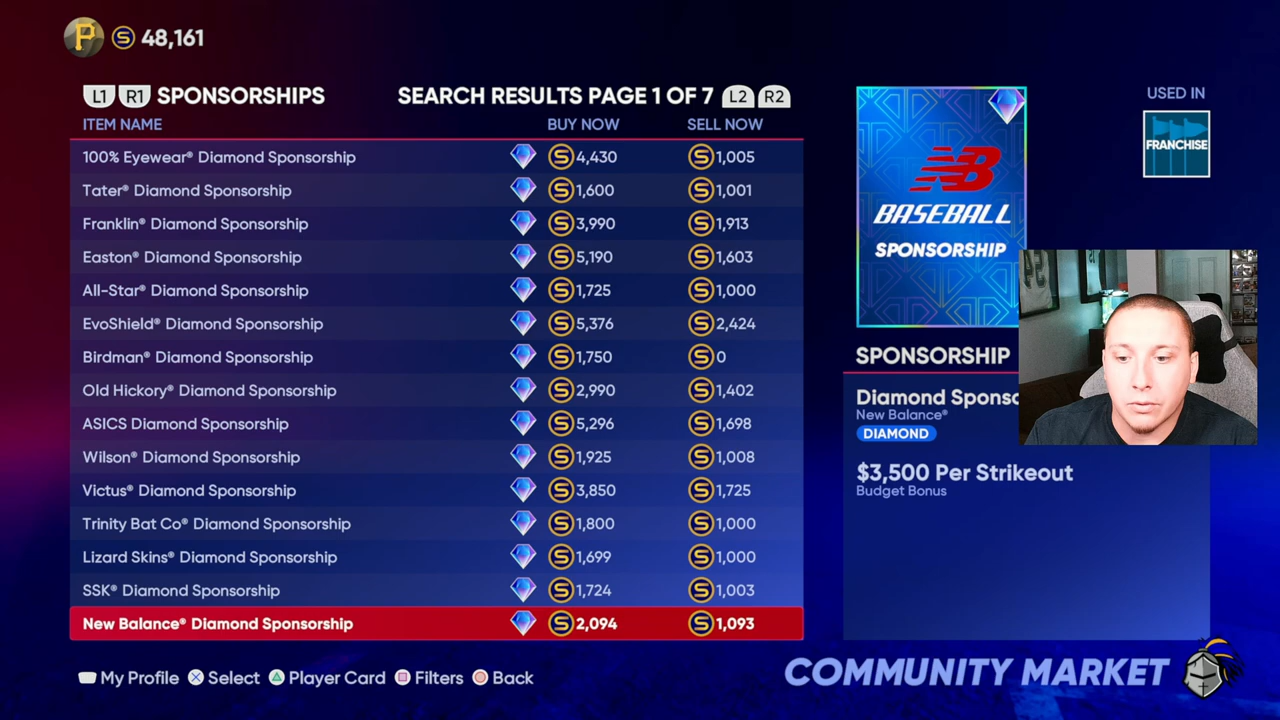 P S 48,161
L1 R1 SPONSORSHIPS SEARCH RESULTS PAGE 1 OF 7 L2 R2
ITEM NAME BUY NOW SELL NOW
100% Eyewear® Diamond Sponsorship S 4,430 S 1,005
Tater® Diamond Sponsorship S 1,600 S 1,001
Franklin® Diamond Sponsorship S 3,990 S 1,913
Easton® Diamond Sponsorship S 5,190 S 1,603
All-Star® Diamond Sponsorship S 1,725 S 1,000
EvoShield® Diamond Sponsorship S 5,376 S 2,424
Birdman® Diamond Sponsorship S 1,750 S 0
Old Hickory® Diamond Sponsorship S 2,990 S 1,402
ASICS Diamond Sponsorship S 5,296 S 1,698
Wilson® Diamond Sponsorship S 1,925 S 1,008
Victus® Diamond Sponsorship S 3,850 S 1,725
Trinity Bat Co® Diamond Sponsorship S 1,800 S 1,000
Lizard Skins® Diamond Sponsorship S 1,699 S 1,000
SSK® Diamond Sponsorship S 1,724 S 1,003
New Balance® Diamond Sponsorship S 2,094 S 1,093
NB
BASEBALL
SPONSORSHIP
USED IN
FRANCHISE
SPONSORSHIP
Diamond Sponso
New Balance®
DIAMOND
$3,500 Per Strikeout
Budget Bonus
My Profile Select Player Card Filters Back
COMMUNITY MARKET